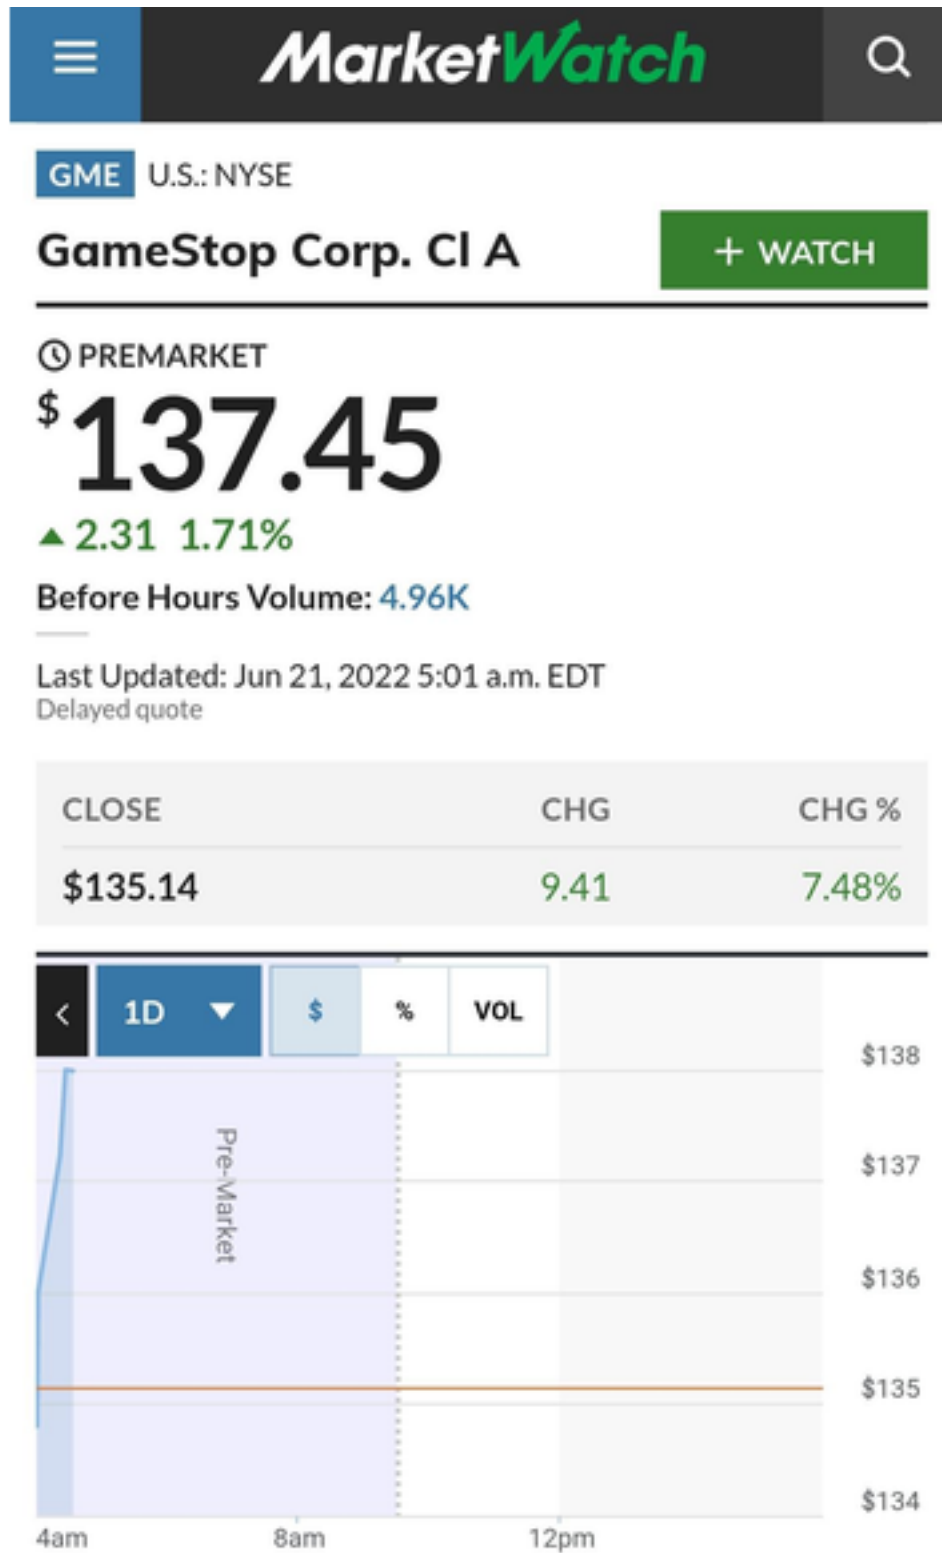 MarketWatch
GME U.S.: NYSE
GameStop Corp. Cl A
+ WATCH
PREMARKET
$137.45
▲ 2.31 1.71%
Before Hours Volume: 4.96K
Last Updated: Jun 21, 2022 5:01 a.m. EDT
Delayed quote
CLOSE CHG CHG %
$135.14 9.41 7.48%
< 1D ▼ $ % VOL
$138
Pre-Market
$137
$136
$135
$134
4am 8am 12pm